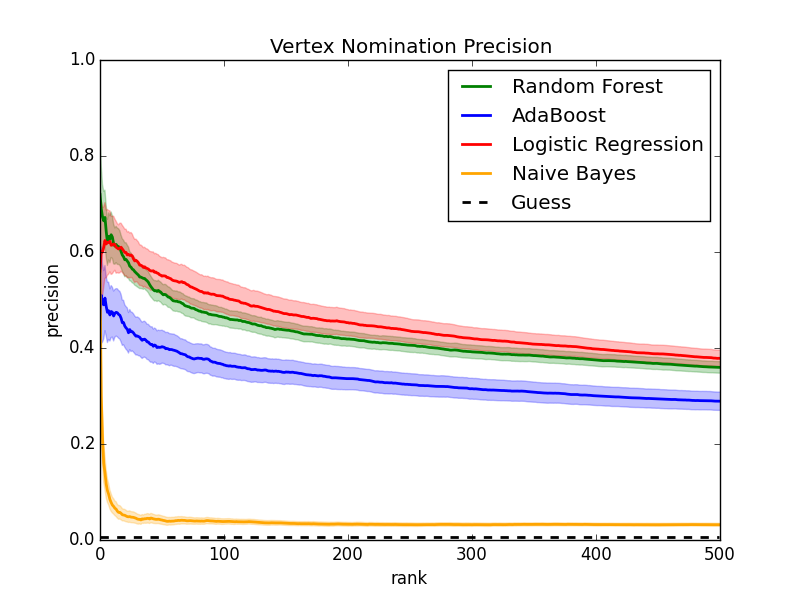 Vertex Nomination Precision
1.0
0.8
0.6
0.4
0.2
0.0
precision
Random Forest
AdaBoost
Logistic Regression
Naive Bayes
Guess
0 100 200 300 400 500
rank